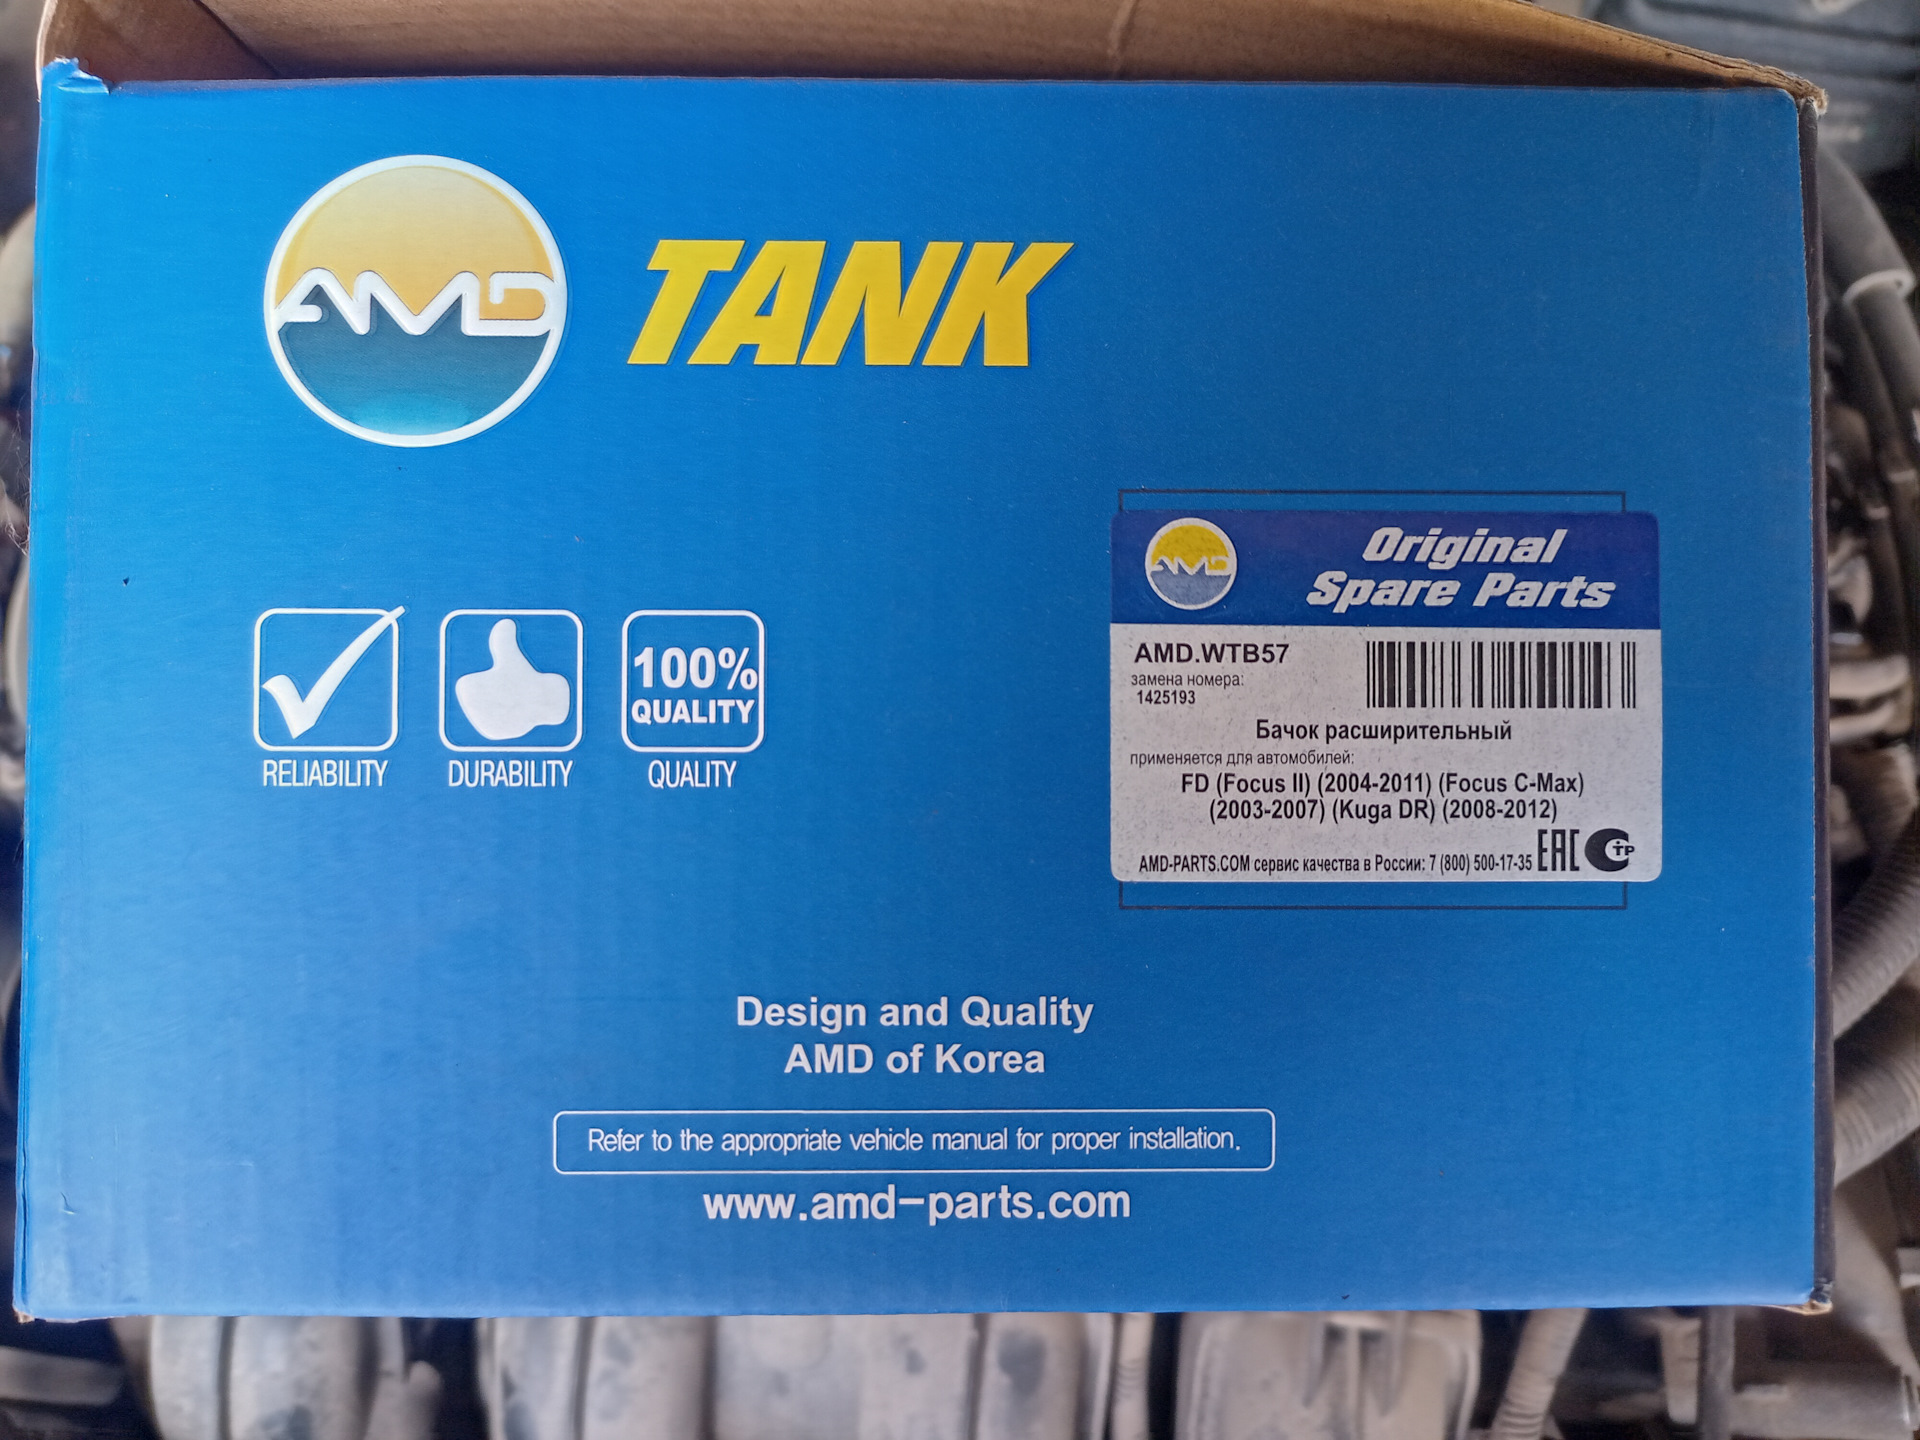 AMD
TANK
AMD
Original
Spare Parts
AMD.WTB57
замена номера:
1425193
Бачок расширительный
применяется для автомобилей:
FD (Focus II) (2004-2011) (Focus C-Max)
(2003-2007) (Kuga DR) (2008-2012)
AMD-PARTS.COM сервис качества в России: 7 (800) 500-17-35 EAC СТР
100%
QUALITY
RELIABILITY
DURABILITY
QUALITY
Design and Quality
AMD of Korea
Refer to the appropriate vehicle manual for proper installation.
www.amd-parts.com